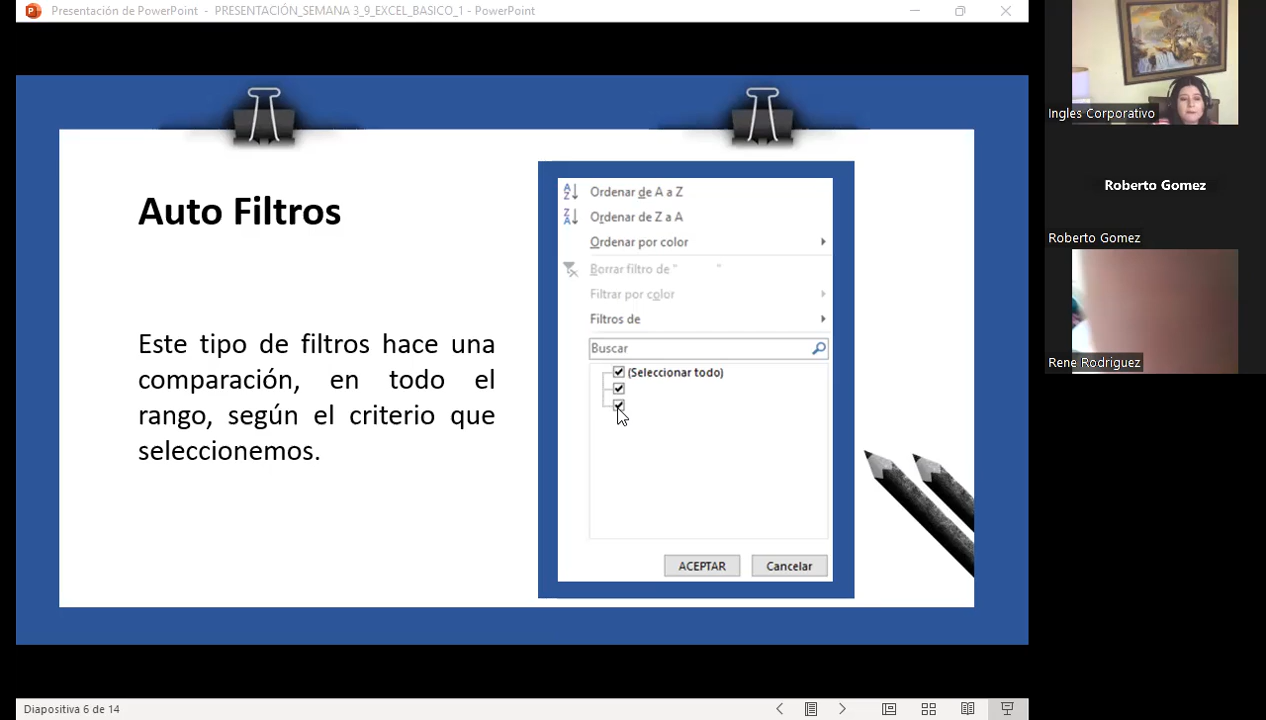 Presentación de PowerPoint - PRESENTACIÓN_SEMANA 3_9_EXCEL_BASICO_1 - PowerPoint
Auto Filtros
Este tipo de filtros hace una
comparación, en todo el
rango, según el criterio que
seleccionemos.
Ordenar de A a Z
Ordenar de Z a A
Ordenar por color
Borrar filtro de " "
Filtrar por color
Filtros de
Buscar
(Seleccionar todo)
ACEPTAR
Cancelar
Ingles Corporativo
Roberto Gomez
Roberto Gomez
Rene Rodriguez
Diapositiva 6 de 14